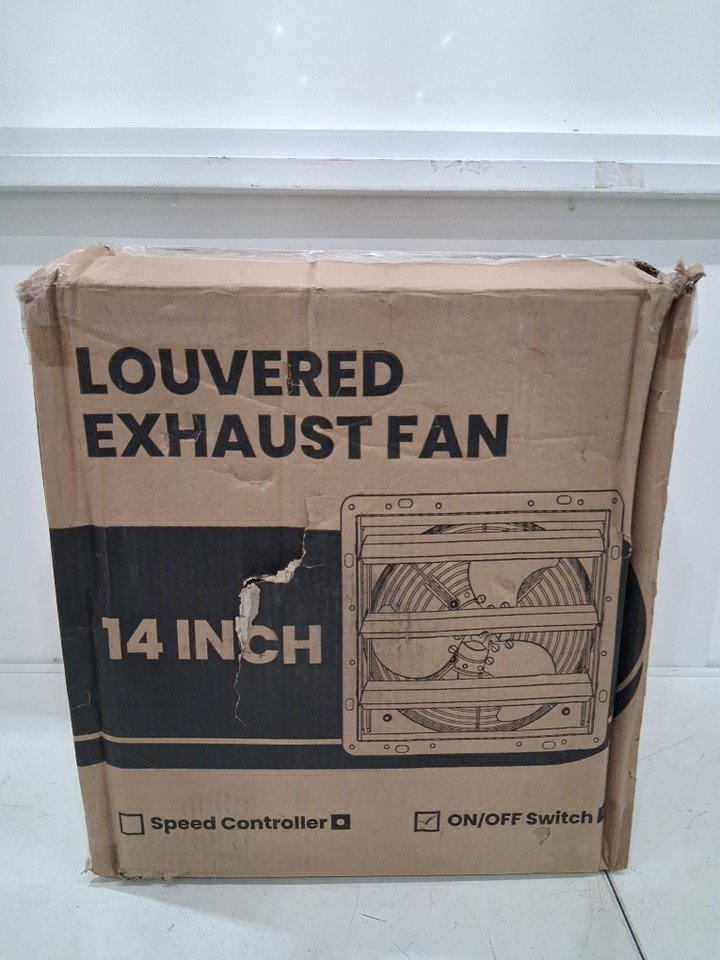 LOUVERED
EXHAUST FAN
14 INCH
Speed Controller
ON/OFF Switch